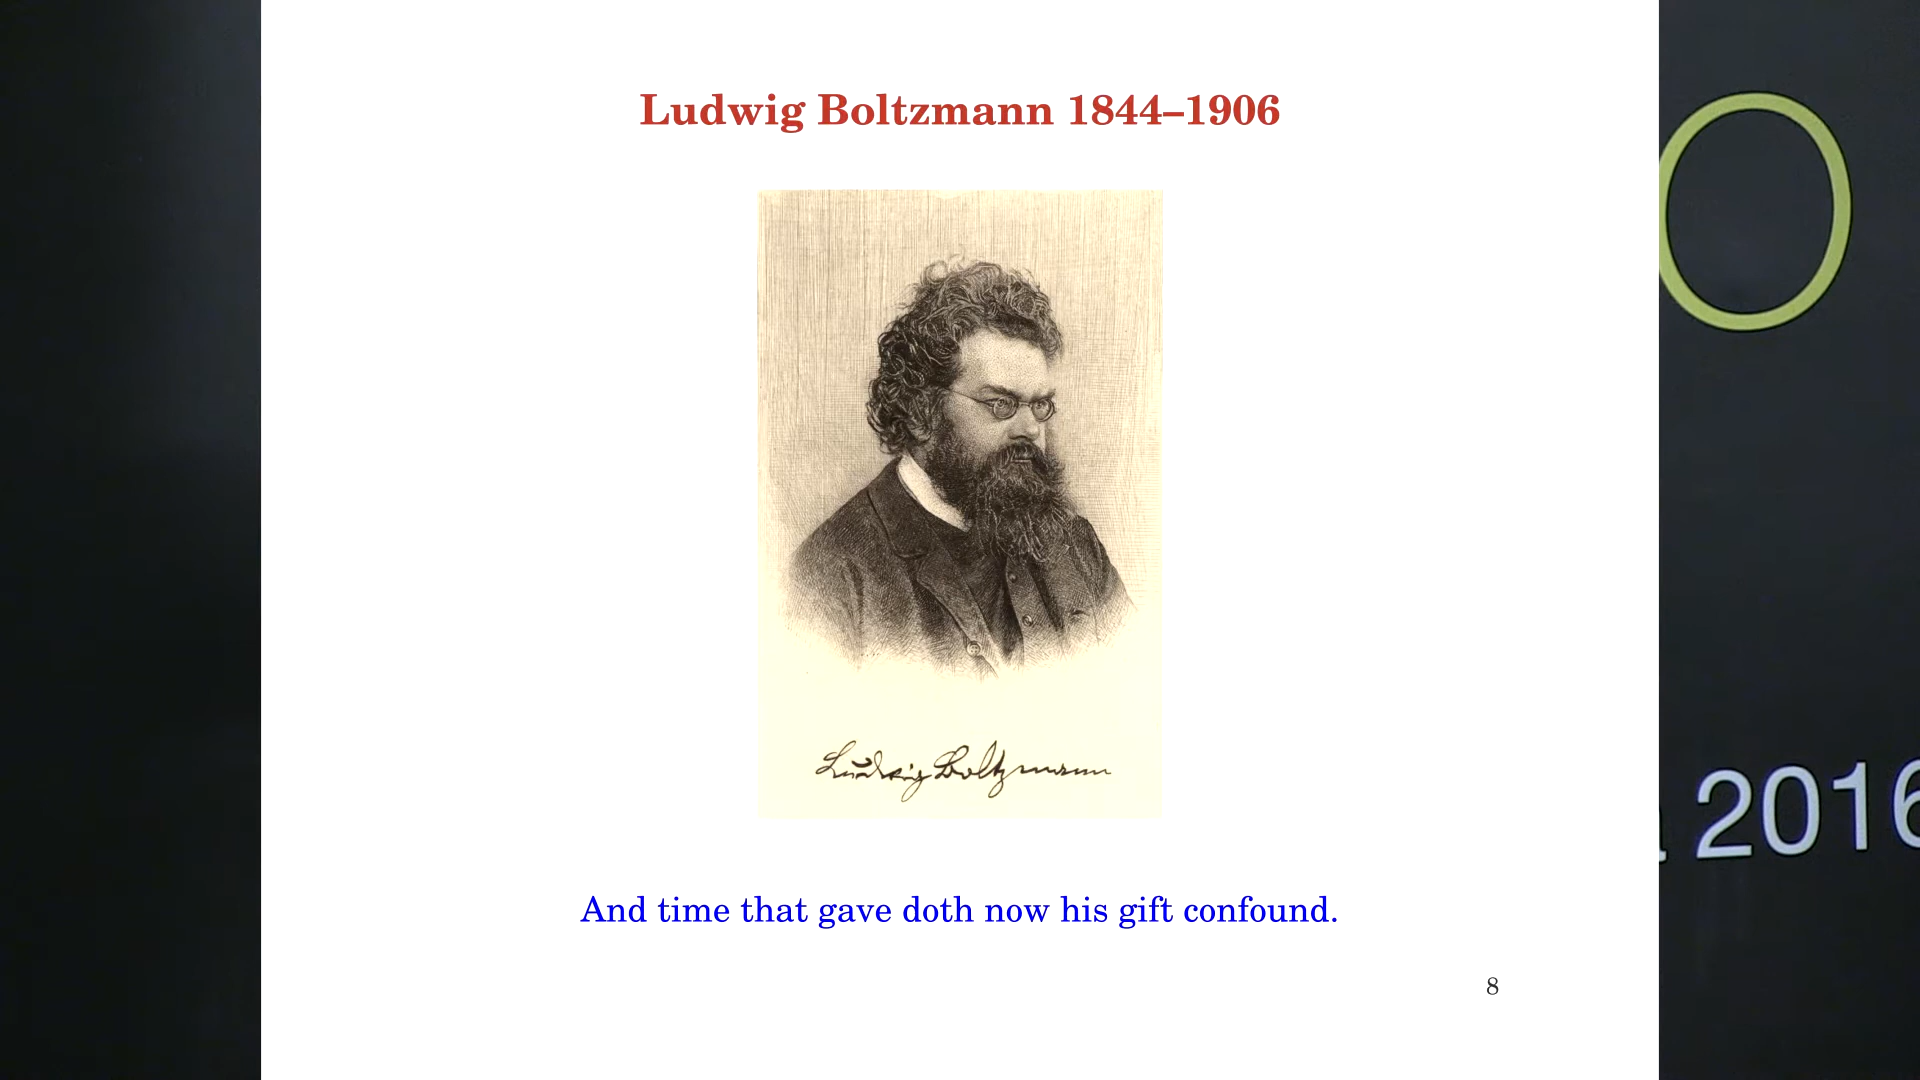 Ludwig Boltzmann 1844–1906
Ludwig Boltzmann
And time that gave doth now his gift confound.
8
O
2016